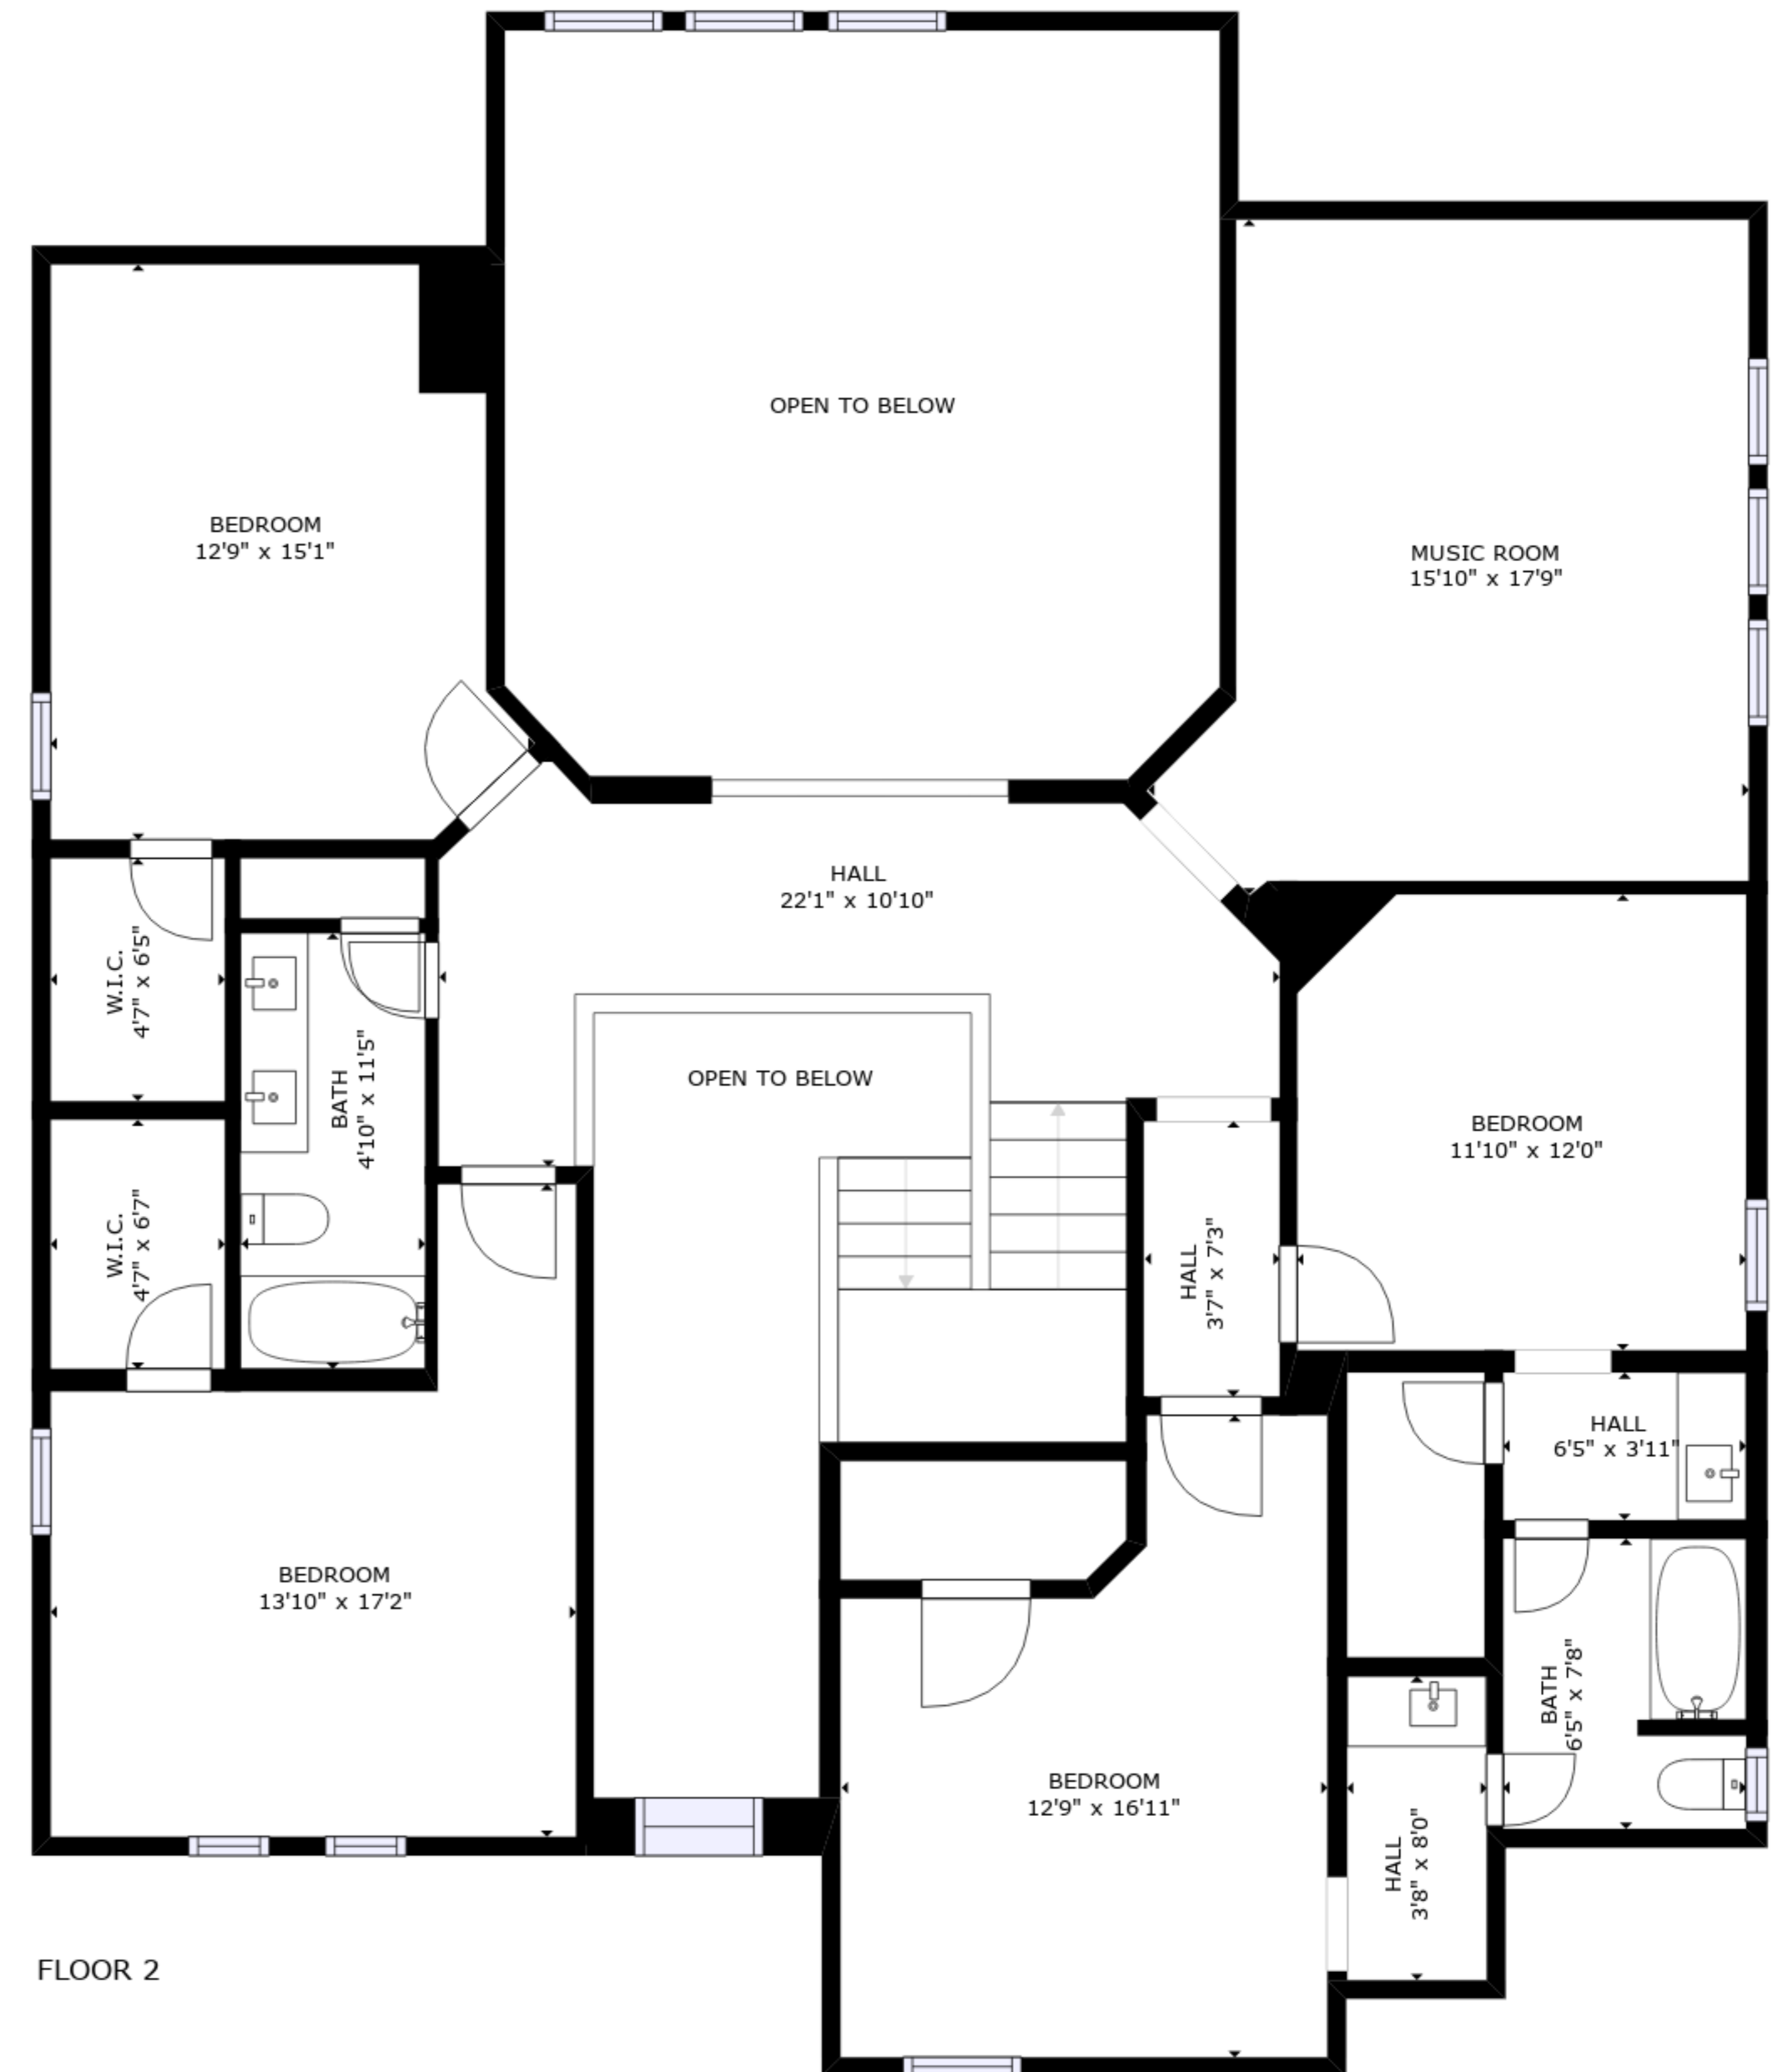 OPEN TO BELOW
BEDROOM
12'9" x 15'1"
MUSIC ROOM
15'10" x 17'9"
HALL
22'1" x 10'10"
W.I.C.
4'7" x 6'5"
BATH
4'10" x 11'5"
OPEN TO BELOW
BEDROOM
11'10" x 12'0"
W.I.C.
4'7" x 6'7"
HALL
3'7" x 7'3"
HALL
6'5" x 3'11"
BEDROOM
13'10" x 17'2"
BATH
6'5" x 7'8"
BEDROOM
12'9" x 16'11"
HALL
3'8" x 8'0"
FLOOR 2